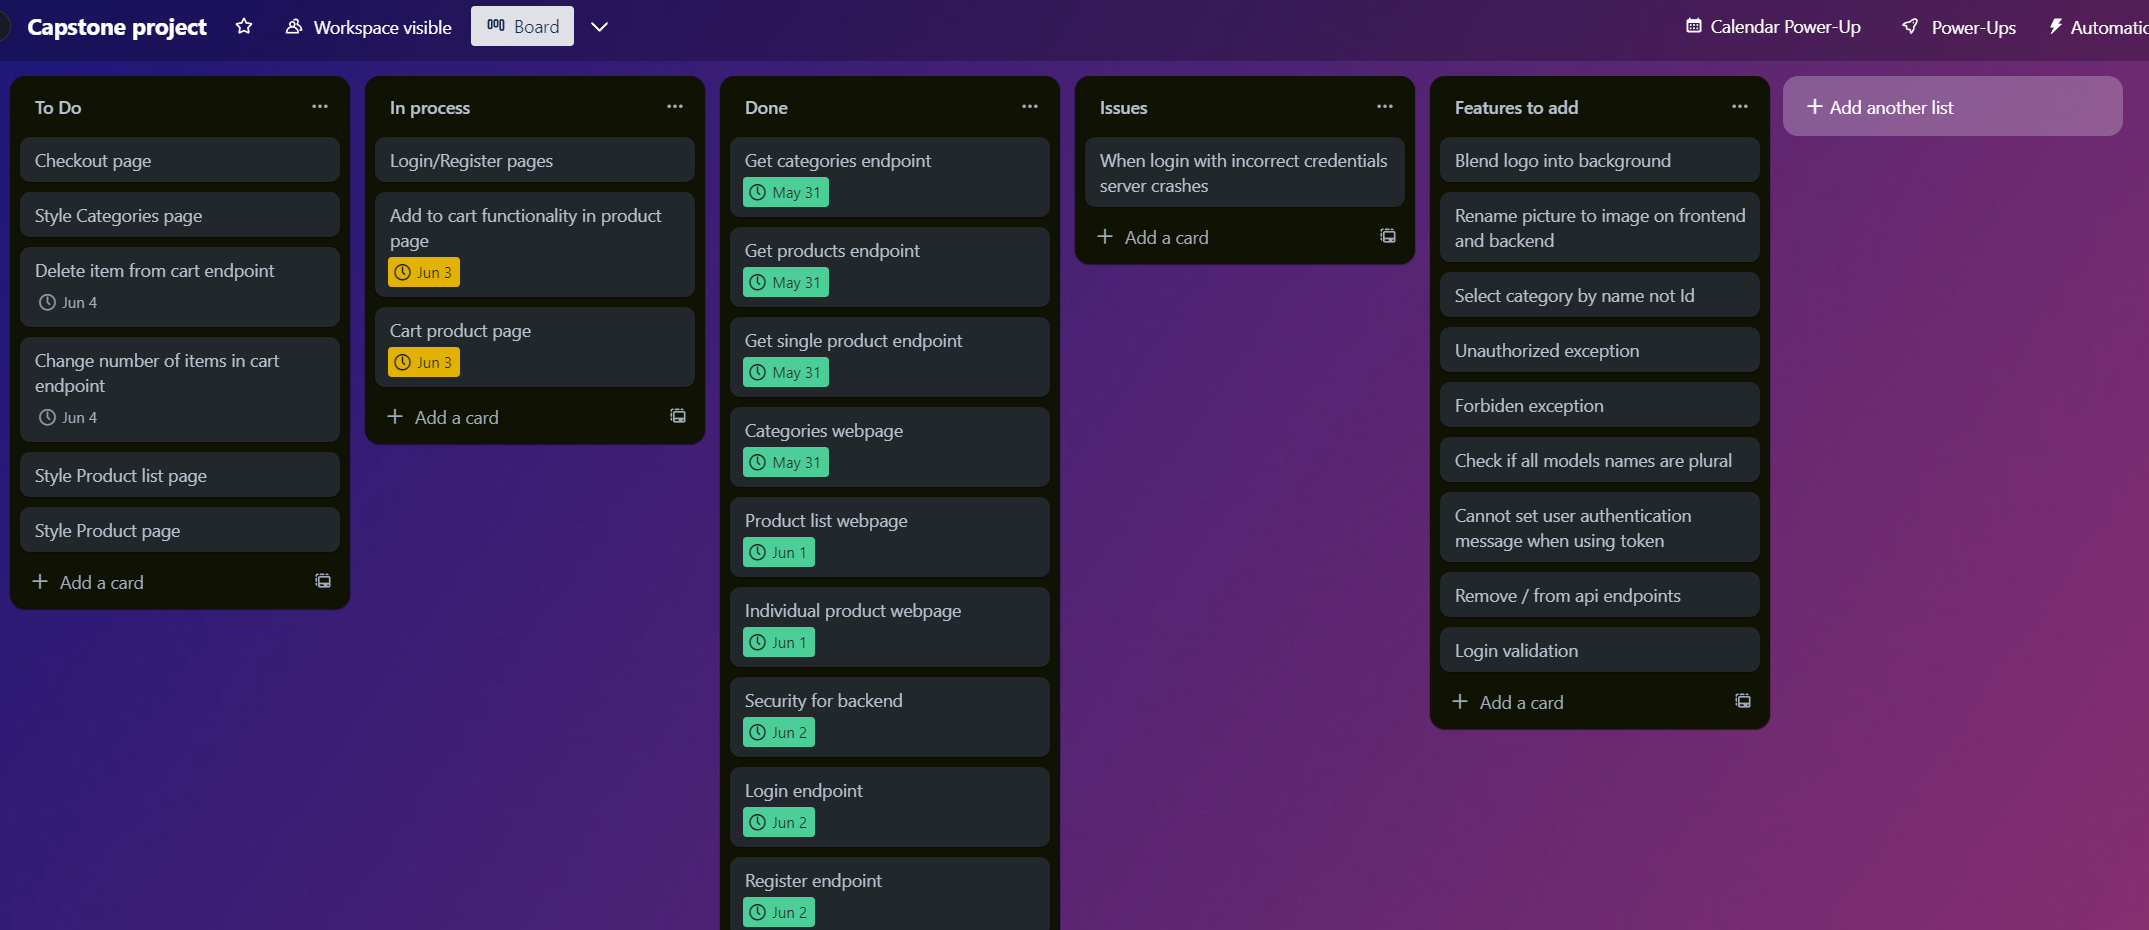 Capstone project
Workspace visible
Board
Calendar Power-Up
Power-Ups
To Do
Checkout page
Style Categories page
Delete item from cart endpoint
Jun 4
Change number of items in cart
endpoint
Jun 4
Style Product list page
Style Product page
+ Add a card
In process
Login/Register pages
Add to cart functionality in product
page
Jun 3
Cart product page
Jun 3
+ Add a card
Done
Get categories endpoint
May 31
Get products endpoint
May 31
Get single product endpoint
May 31
Categories webpage
May 31
Product list webpage
Jun 1
Individual product webpage
Jun 1
Security for backend
Jun 2
Login endpoint
Jun 2
Register endpoint
Jun 2
Issues
When login with incorrect credentials
server crashes
+ Add a card
Features to add
Blend logo into background
Rename picture to image on frontend
and backend
Select category by name not Id
Unauthorized exception
Forbiden exception
Check if all models names are plural
Cannot set user authentication
message when using token
Remove / from api endpoints
Login validation
+ Add a card
+ Add another list